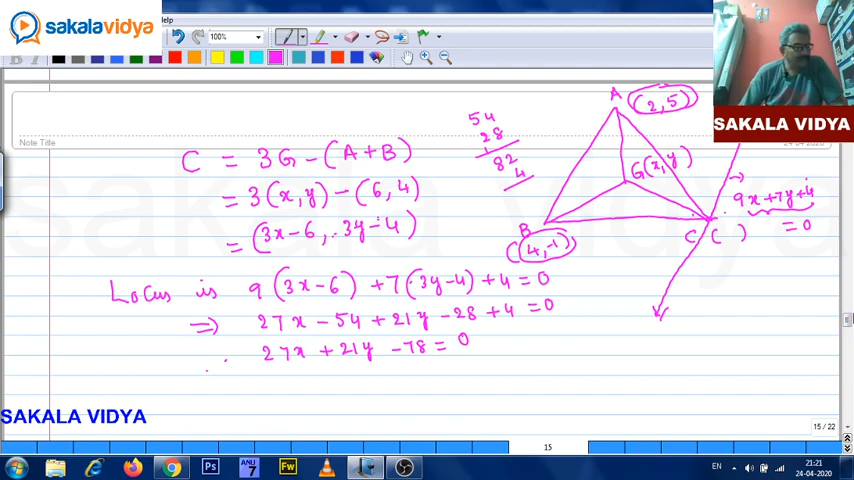 sakalavidya
Help
100%
Note Title
24-04-2020
C = 3G - (A+B)
= 3(x,y) - (6,4)
= (3x-6, 3y-4)
54
28
82
4
A (2,5)
G(x,y)
B (4,-1)
C ( )
9x+7y+4
=0
Locus is 9(3x-6) + 7(3y-4) + 4 = 0
⇒ 27x - 54 + 21y - 28 + 4 = 0
∴ 27x + 21y - 78 = 0
SAKALA VIDYA
SAKALA VIDYA
15 / 22
15
EN
21:21
24-04-2020